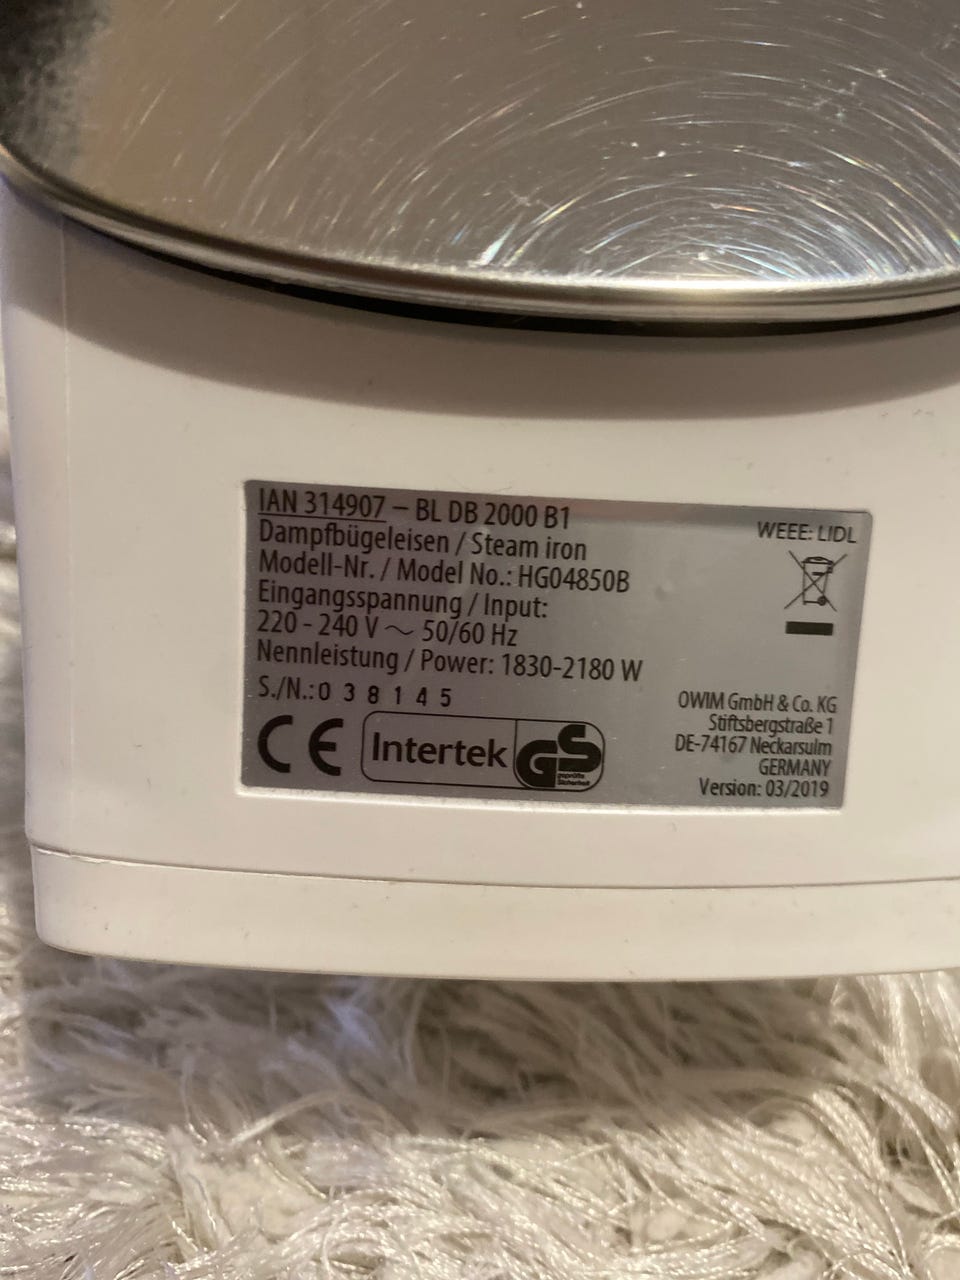 IAN 314907 – BL DB 2000 B1
Dampfbügeleisen / Steam iron
Modell-Nr. / Model No.: HG04850B
Eingangsspannung / Input:
220 - 240 V ~ 50/60 Hz
Nennleistung / Power: 1830-2180 W
S./N.: 0 3 8 1 4 5
CE Intertek GS
geprüfte
Sicherheit
WEEE: LIDL
OWIM GmbH & Co. KG
Stiftsbergstraße 1
DE-74167 Neckarsulm
GERMANY
Version: 03/2019